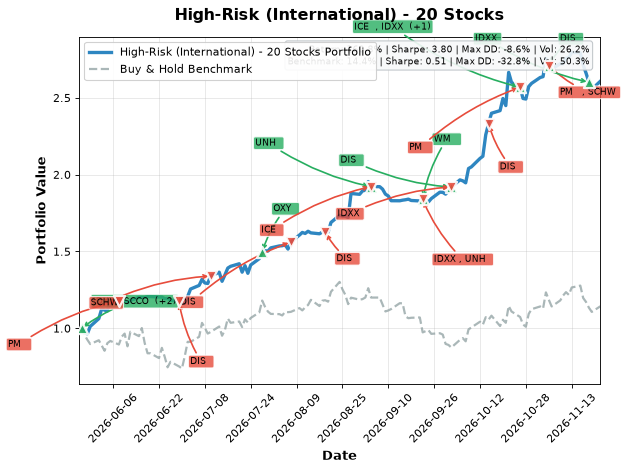 High-Risk (International) - 20 Stocks
ICE , IDXX (+1)
IDXX
DIS
High-Risk (International) - 20 Stocks Portfolio
Buy & Hold Benchmark
% | Sharpe: 3.80 | Max DD: -8.6% | Vol: 26.2%
Benchmark: 14.4% | Sharpe: 0.51 | Max DD: -32.8% | Vol: 50.3%
PM , SCHW
UNH
PM
WM
DIS
DIS
OXY
IDXX
ICE
DIS
IDXX , UNH
SCHW
SCCO (+2)
DIS
PM
DIS
Portfolio Value
2.5
2.0
1.5
1.0
2026-06-06
2026-06-22
2026-07-08
2026-07-24
2026-08-09
2026-08-25
2026-09-10
2026-09-26
2026-10-12
2026-10-28
2026-11-13
Date